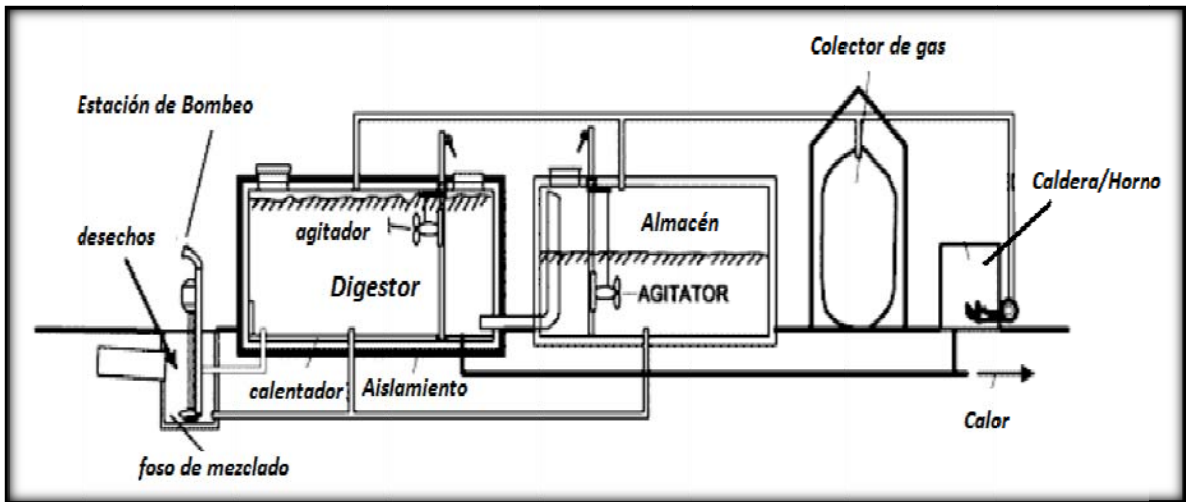 Colector de gas
Estación de Bombeo
Caldera/Horno
desechos
agitador
Almacén
Digestor
AGITATOR
calentador
Aislamiento
Calor
foso de mezclado